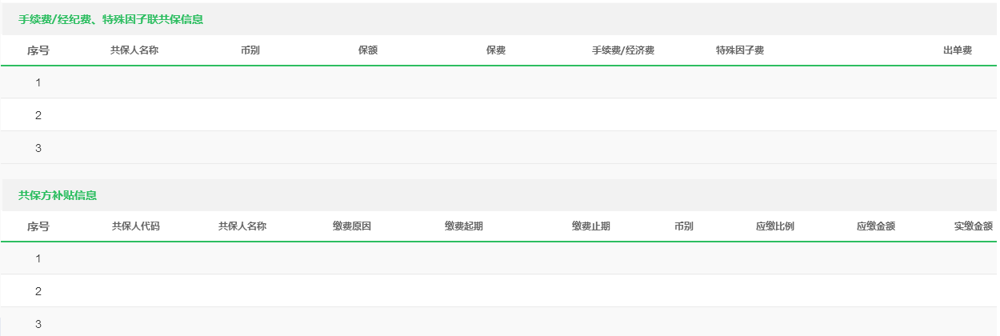 手续费/经纪费、特殊因子联共保信息
序号 共保人名称 币别 保额 保费 手续费/经济费 特殊因子费 出单费
1
2
3
共保方补贴信息
序号 共保人代码 共保人名称 缴费原因 缴费起期 缴费止期 币别 应缴比例 应缴金额 实缴金额
1
2
3